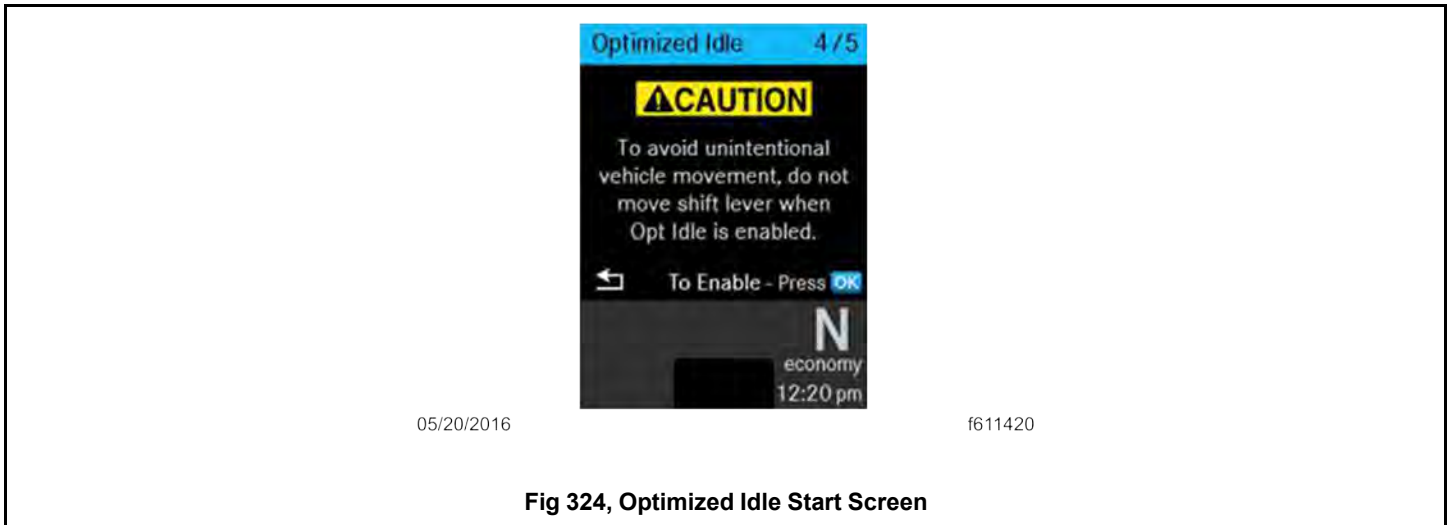 Optimized Idle 4/5
⚠CAUTION
To avoid unintentional
vehicle movement, do not
move shift lever when
Opt Idle is enabled.
To Enable - Press OK
N
economy
12:20 pm
05/20/2016 f611420
Fig 324, Optimized Idle Start Screen